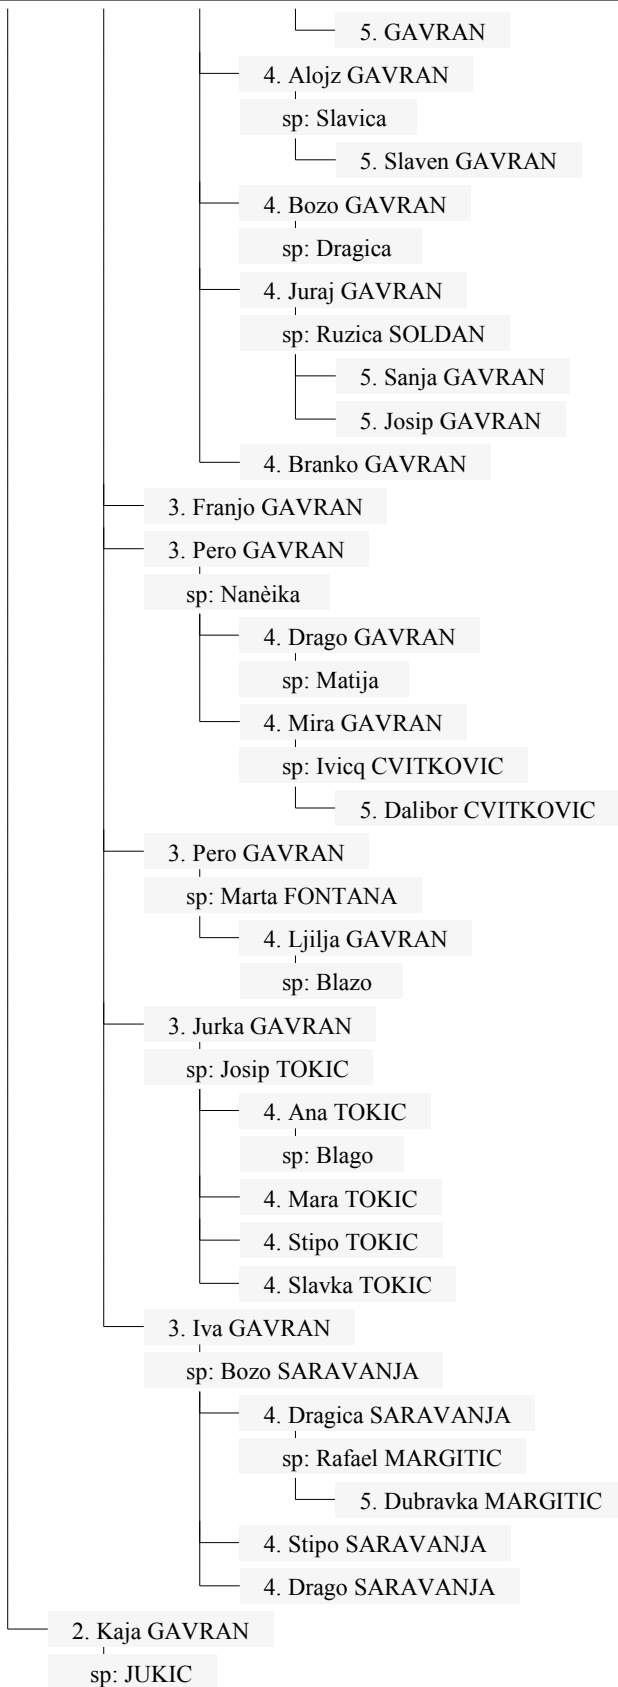 5. GAVRAN
4. Alojz GAVRAN
sp: Slavica
5. Slaven GAVRAN
4. Bozo GAVRAN
sp: Dragica
4. Juraj GAVRAN
sp: Ruzica SOLDAN
5. Sanja GAVRAN
5. Josip GAVRAN
4. Branko GAVRAN
3. Franjo GAVRAN
3. Pero GAVRAN
sp: Nanèika
4. Drago GAVRAN
sp: Matija
4. Mira GAVRAN
sp: Ivicq CVITKOVIC
5. Dalibor CVITKOVIC
3. Pero GAVRAN
sp: Marta FONTANA
4. Ljilja GAVRAN
sp: Blazo
3. Jurka GAVRAN
sp: Josip TOKIC
4. Ana TOKIC
sp: Blago
4. Mara TOKIC
4. Stipo TOKIC
4. Slavka TOKIC
3. Iva GAVRAN
sp: Bozo SARAVANJA
4. Dragica SARAVANJA
sp: Rafael MARGITIC
5. Dubravka MARGITIC
4. Stipo SARAVANJA
4. Drago SARAVANJA
2. Kaja GAVRAN
sp: JUKIC